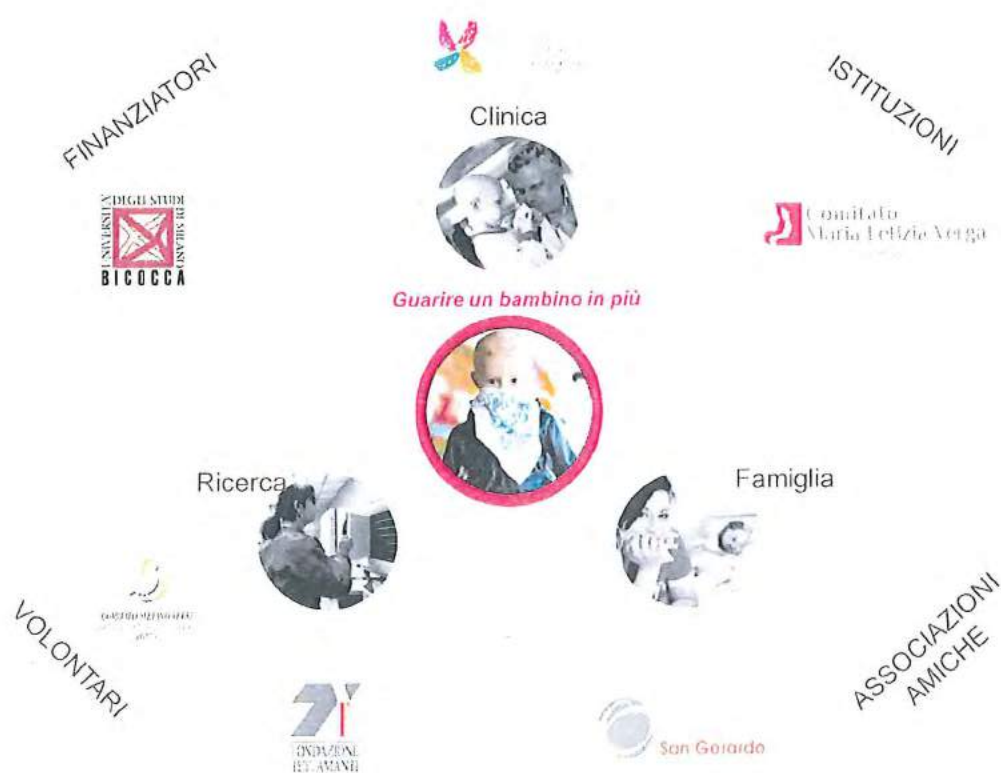 FINANZIATORI
ISTITUZIONI
Clinica
UNIVERSITÀ
DEGLI STUDI
DI MILANO
BICOCCA
Comitato
Maria Letizia Verga
Guarire un bambino in più
Ricerca
Famiglia
VOLONTARI
ASSOCIAZIONI
AMICHE
FONDAZIONE
San Gerardo